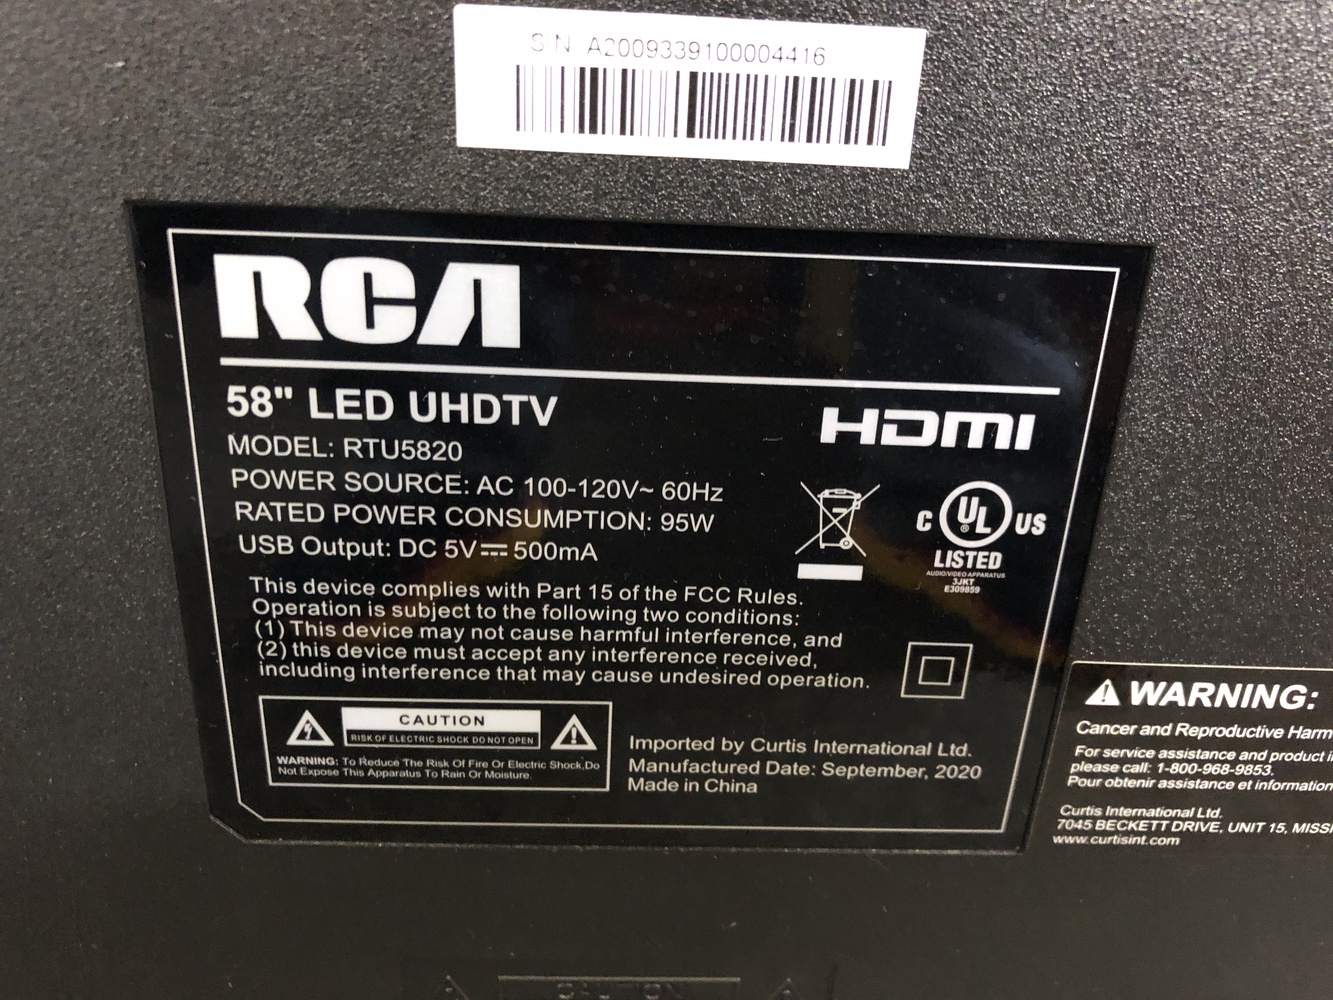 S N A2009339100004416
RCA
58" LED UHDTV
HDMI
MODEL: RTU5820
POWER SOURCE: AC 100-120V~ 60Hz
RATED POWER CONSUMPTION: 95W
USB Output: DC 5V⎓500mA
C UL US
®
LISTED
AUDIO/VIDEO APPARATUS
3JKT
E309859
This device complies with Part 15 of the FCC Rules.
Operation is subject to the following two conditions:
(1) This device may not cause harmful interference, and
(2) this device must accept any interference received,
including interference that may cause undesired operation.
CAUTION
RISK OF ELECTRIC SHOCK DO NOT OPEN
WARNING: To Reduce The Risk Of Fire Or Electric Shock,Do
Not Expose This Apparatus To Rain Or Moisture.
Imported by Curtis International Ltd.
Manufactured Date: September, 2020
Made in China
WARNING:
Cancer and Reproductive Harm
For service assistance and product
please call: 1-800-968-9853.
Pour obtenir assistance et information
Curtis International Ltd.
7045 BECKETT DRIVE, UNIT 15, MISSI
www.curtisint.com
CAUTION